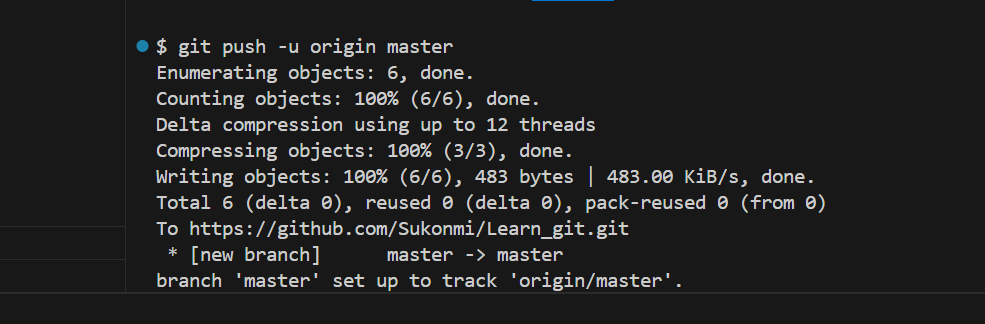 $ git push -u origin master
Enumerating objects: 6, done.
Counting objects: 100% (6/6), done.
Delta compression using up to 12 threads
Compressing objects: 100% (3/3), done.
Writing objects: 100% (6/6), 483 bytes | 483.00 KiB/s, done.
Total 6 (delta 0), reused 0 (delta 0), pack-reused 0 (from 0)
To https://github.com/Sukonmi/Learn_git.git
 * [new branch]      master -> master
branch 'master' set up to track 'origin/master'.